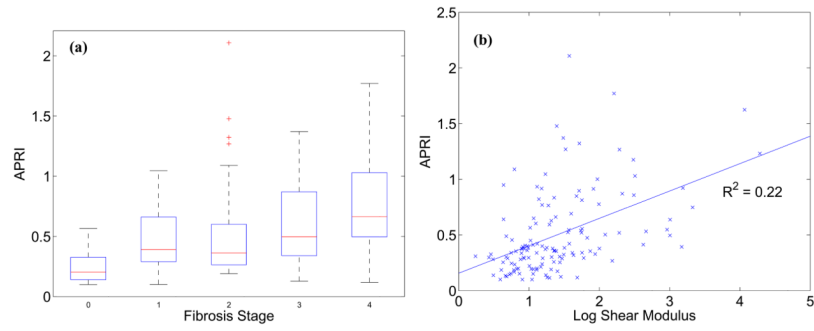 (a)
APRI
2
1.5
1
0.5
0
0 1 2 3 4
Fibrosis Stage
(b)
APRI
2.5
2
1.5
1
0.5
0
R² = 0.22
0 1 2 3 4 5
Log Shear Modulus